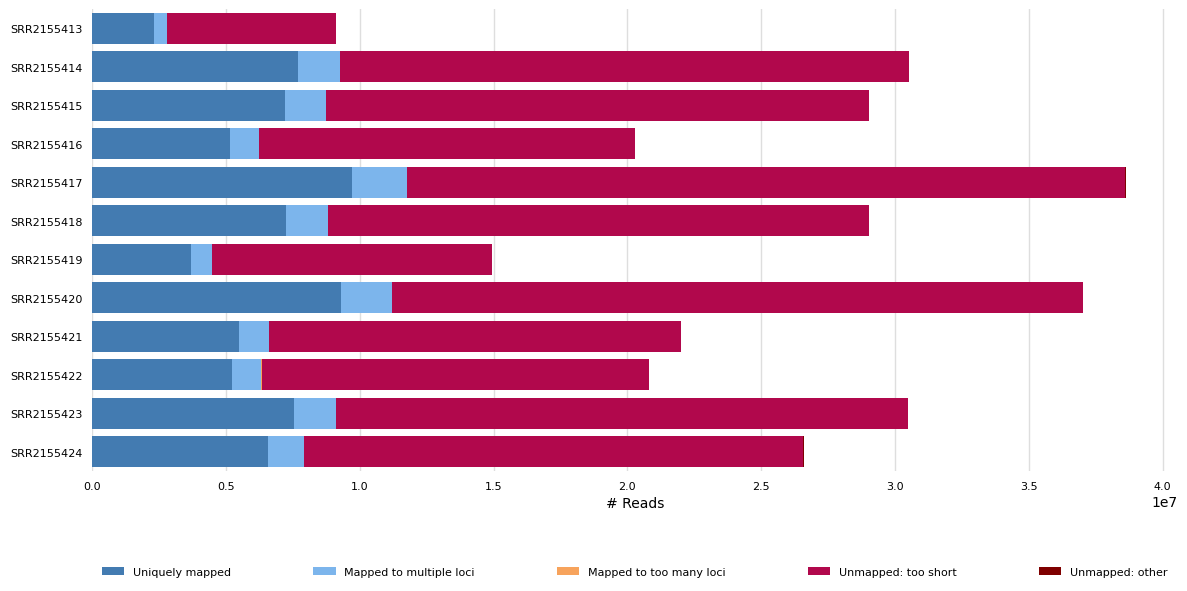 SRR2155413
SRR2155414
SRR2155415
SRR2155416
SRR2155417
SRR2155418
SRR2155419
SRR2155420
SRR2155421
SRR2155422
SRR2155423
SRR2155424
0.0 0.5 1.0 1.5 2.0 2.5 3.0 3.5 4.0
# Reads 1e7
Uniquely mapped Mapped to multiple loci Mapped to too many loci Unmapped: too short Unmapped: other